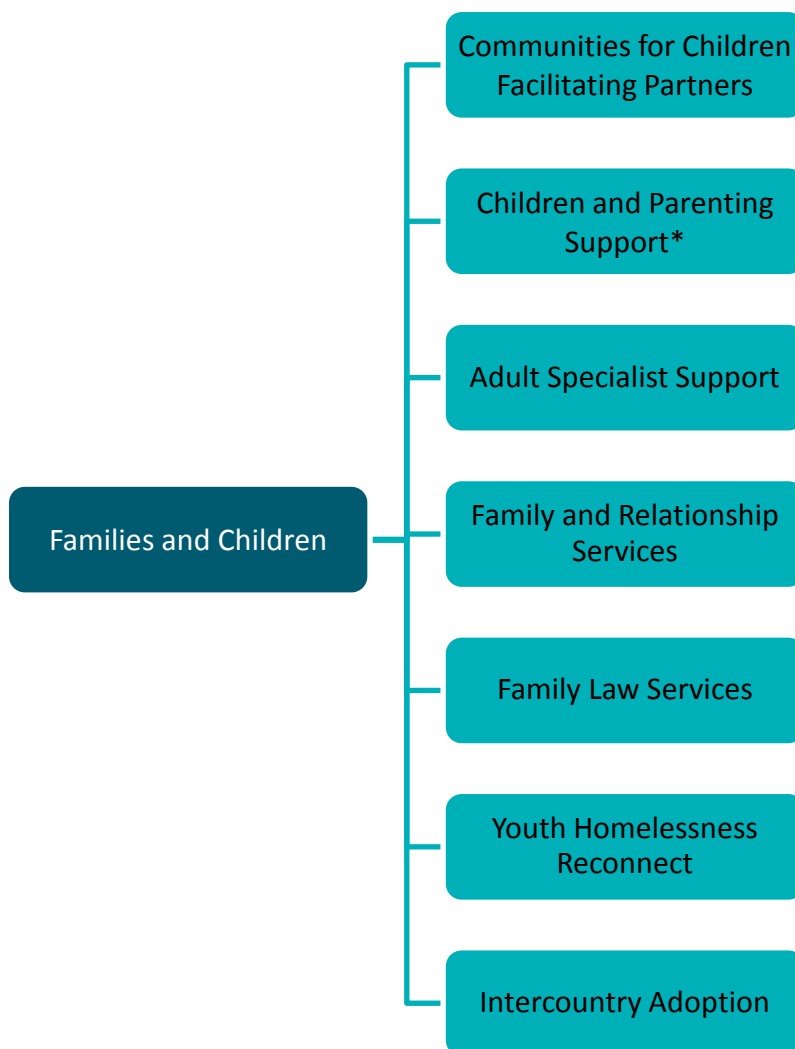 Communities for Children
Facilitating Partners
Children and Parenting
Support*
Adult Specialist Support
Families and Children
Family and Relationship
Services
Family Law Services
Youth Homelessness
Reconnect
Intercountry Adoption